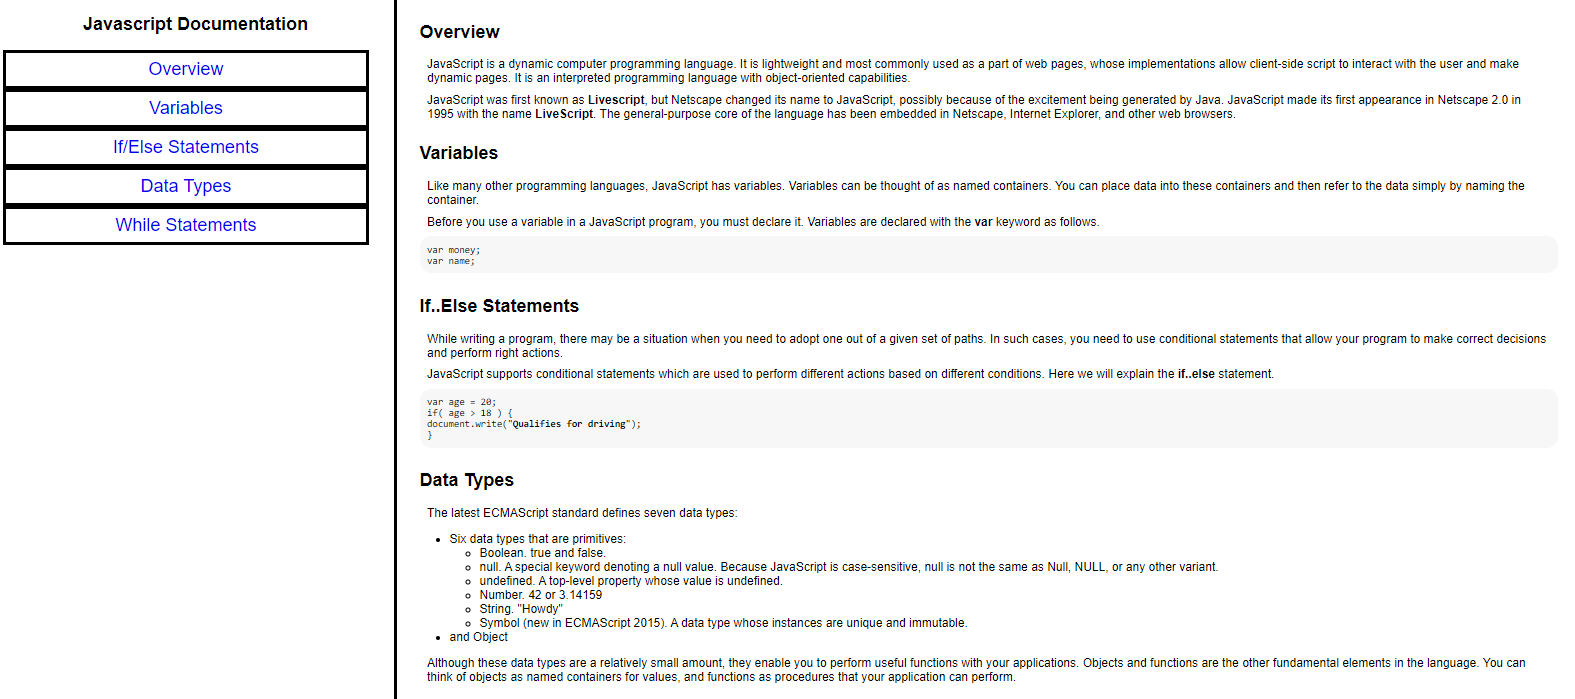 Javascript Documentation
Overview
Variables
If/Else Statements
Data Types
While Statements
Overview
JavaScript is a dynamic computer programming language. It is lightweight and most commonly used as a part of web pages, whose implementations allow client-side script to interact with the user and make
dynamic pages. It is an interpreted programming language with object-oriented capabilities.
JavaScript was first known as Livescript, but Netscape changed its name to JavaScript, possibly because of the excitement being generated by Java. JavaScript made its first appearance in Netscape 2.0 in
1995 with the name LiveScript. The general-purpose core of the language has been embedded in Netscape, Internet Explorer, and other web browsers.
Variables
Like many other programming languages, JavaScript has variables. Variables can be thought of as named containers. You can place data into these containers and then refer to the data simply by naming the
container.
Before you use a variable in a JavaScript program, you must declare it. Variables are declared with the var keyword as follows.
var money;
var name;
If..Else Statements
While writing a program, there may be a situation when you need to adopt one out of a given set of paths. In such cases, you need to use conditional statements that allow your program to make correct decisions
and perform right actions.
JavaScript supports conditional statements which are used to perform different actions based on different conditions. Here we will explain the if..else statement.
var age = 20;
if( age > 18 ) {
document.write("Qualifies for driving");
}
Data Types
The latest ECMAScript standard defines seven data types:
• Six data types that are primitives:
◦ Boolean. true and false.
◦ null. A special keyword denoting a null value. Because JavaScript is case-sensitive, null is not the same as Null, NULL, or any other variant.
◦ undefined. A top-level property whose value is undefined.
◦ Number. 42 or 3.14159
◦ String. "Howdy"
◦ Symbol (new in ECMAScript 2015). A data type whose instances are unique and immutable.
• and Object
Although these data types are a relatively small amount, they enable you to perform useful functions with your applications. Objects and functions are the other fundamental elements in the language. You can
think of objects as named containers for values, and functions as procedures that your application can perform.